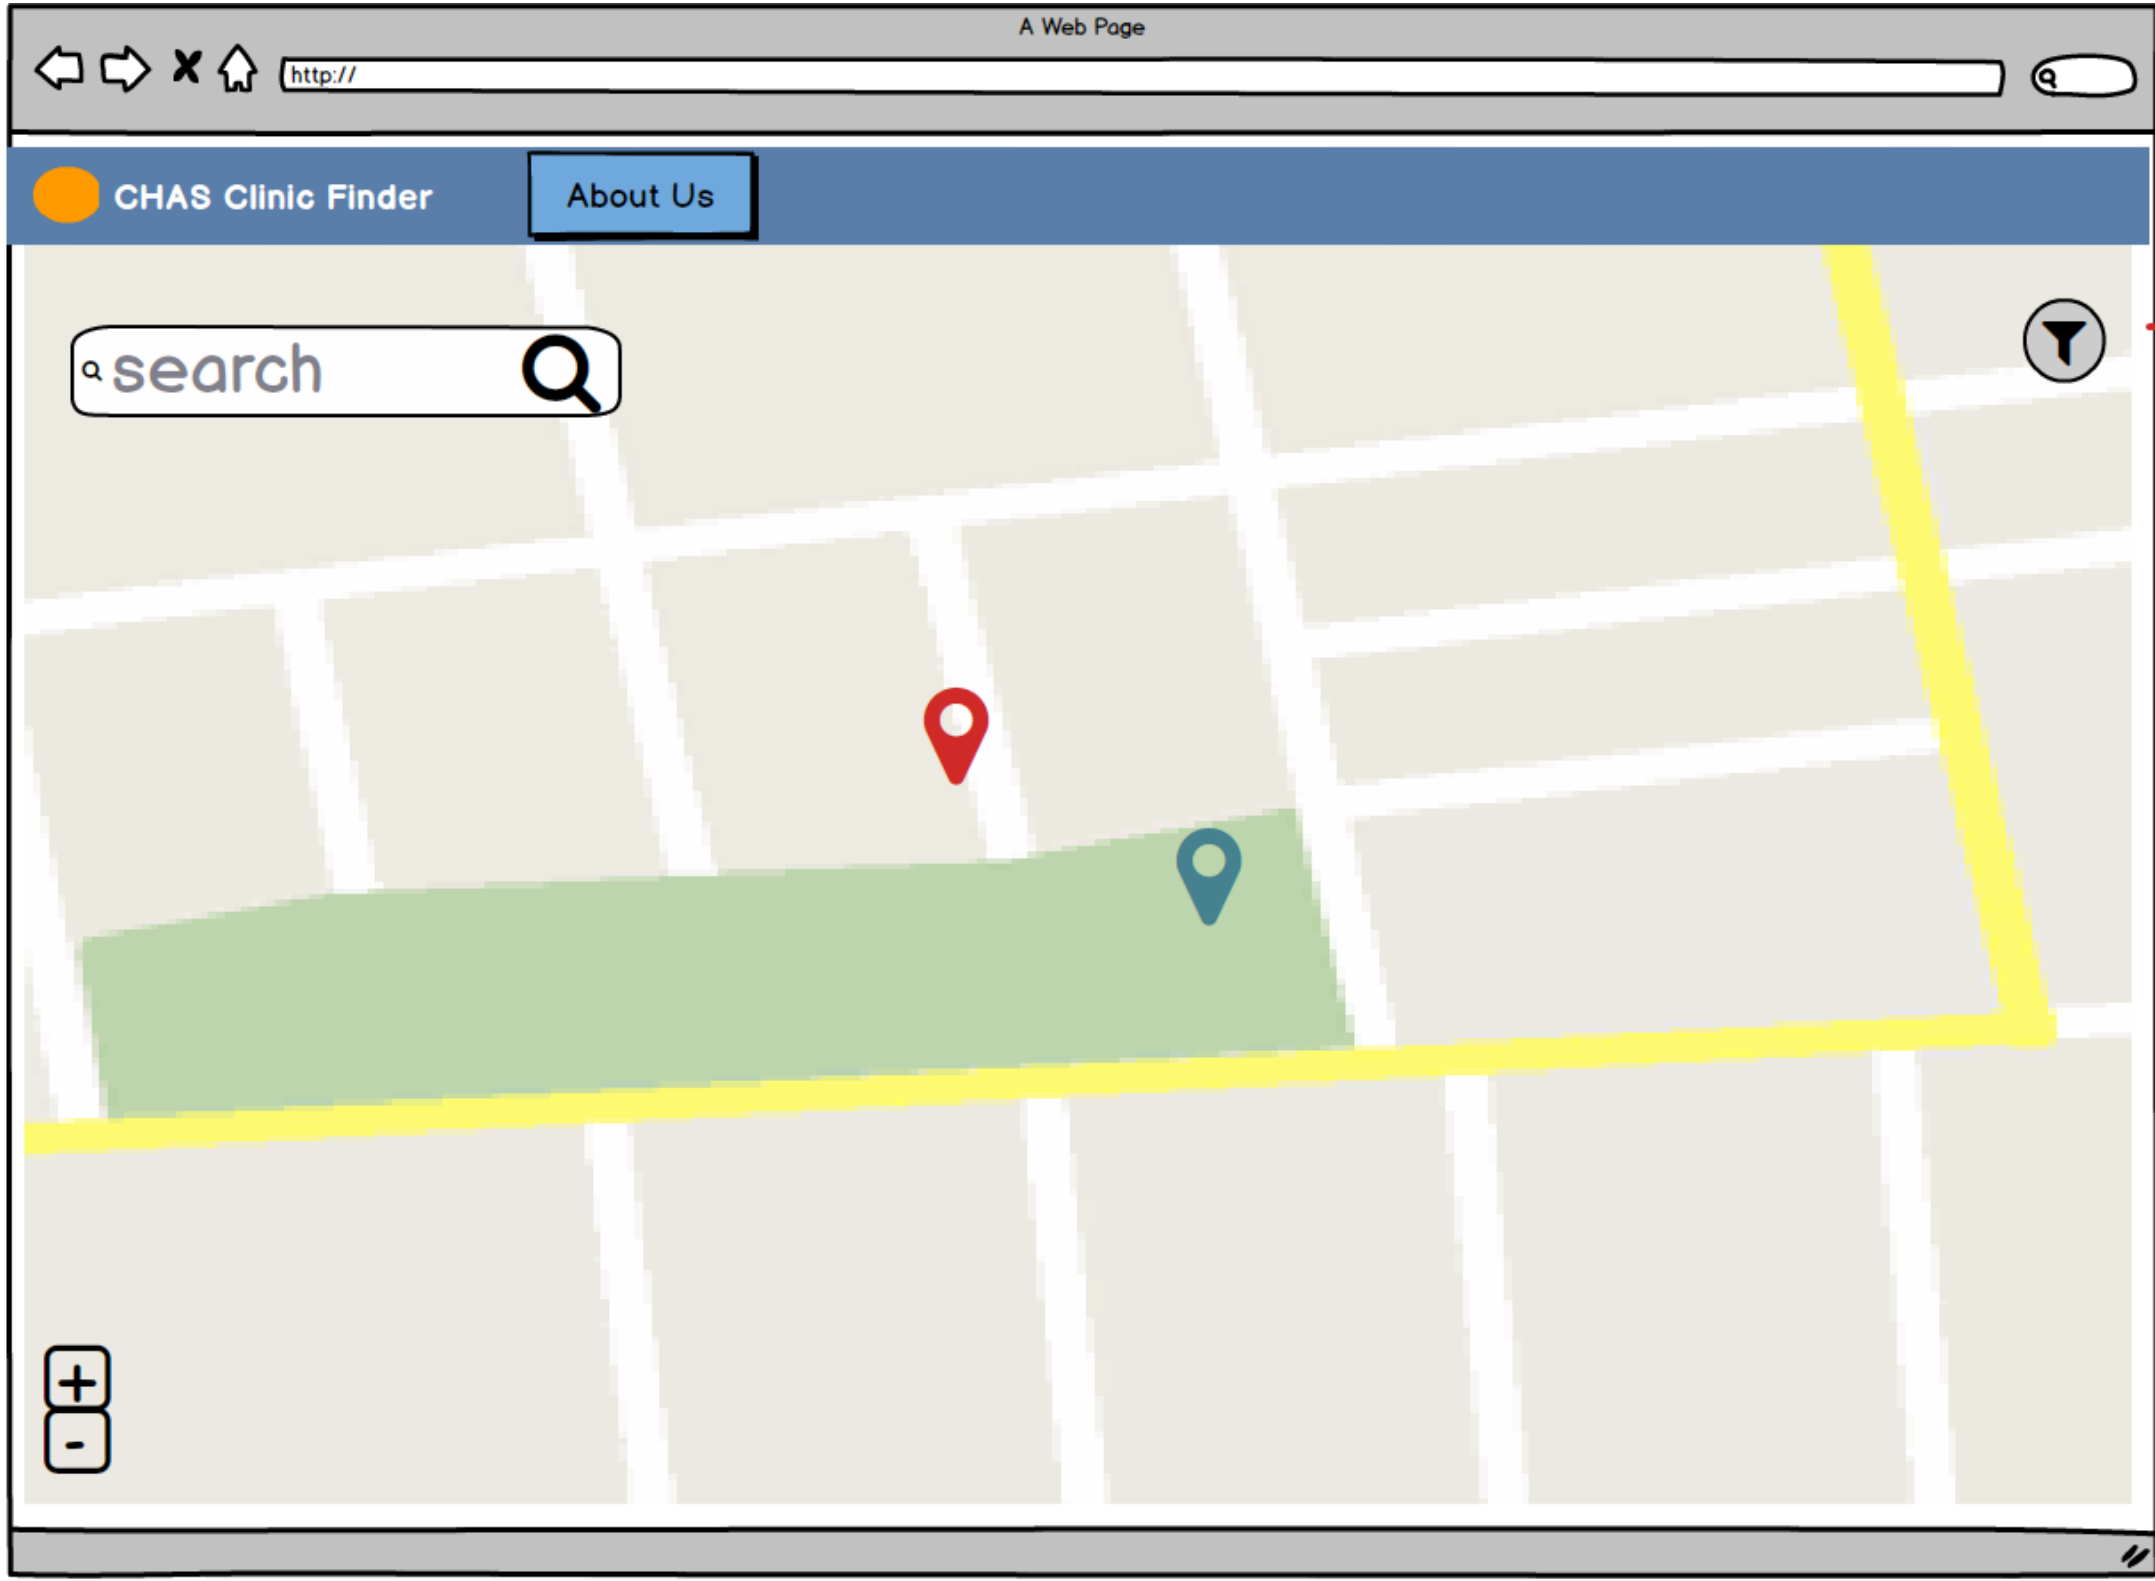 A Web Page
http://
CHAS Clinic Finder
About Us
search
+
-